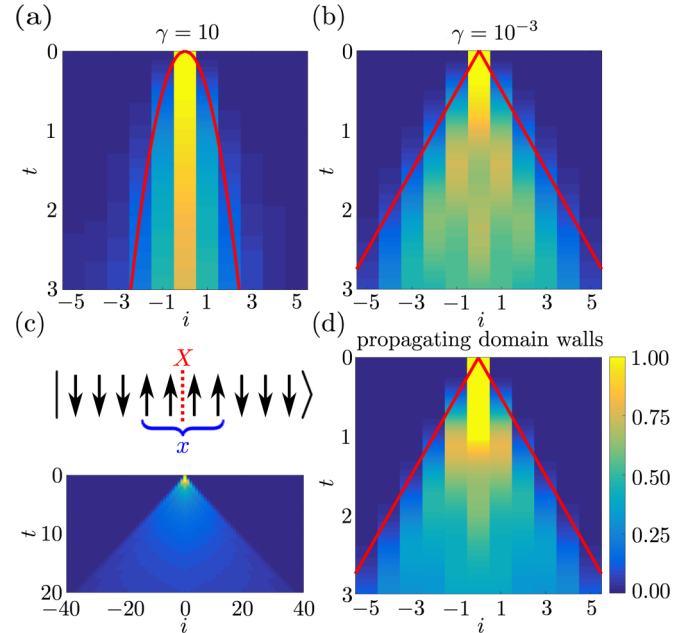 (a)
γ = 10
0
1
t
2
3
−5 −3 −1 1 3 5
i
(b)
γ = 10⁻³
0
1
t
2
3
−5 −3 −1 1 3 5
i
(c)
X
x
0
t 10
20
−40 −20 0 20 40
i
(d)
propagating domain walls
0
1
t
2
3
−5 −3 −1 1 3 5
i
1.00
0.75
0.50
0.25
0.00